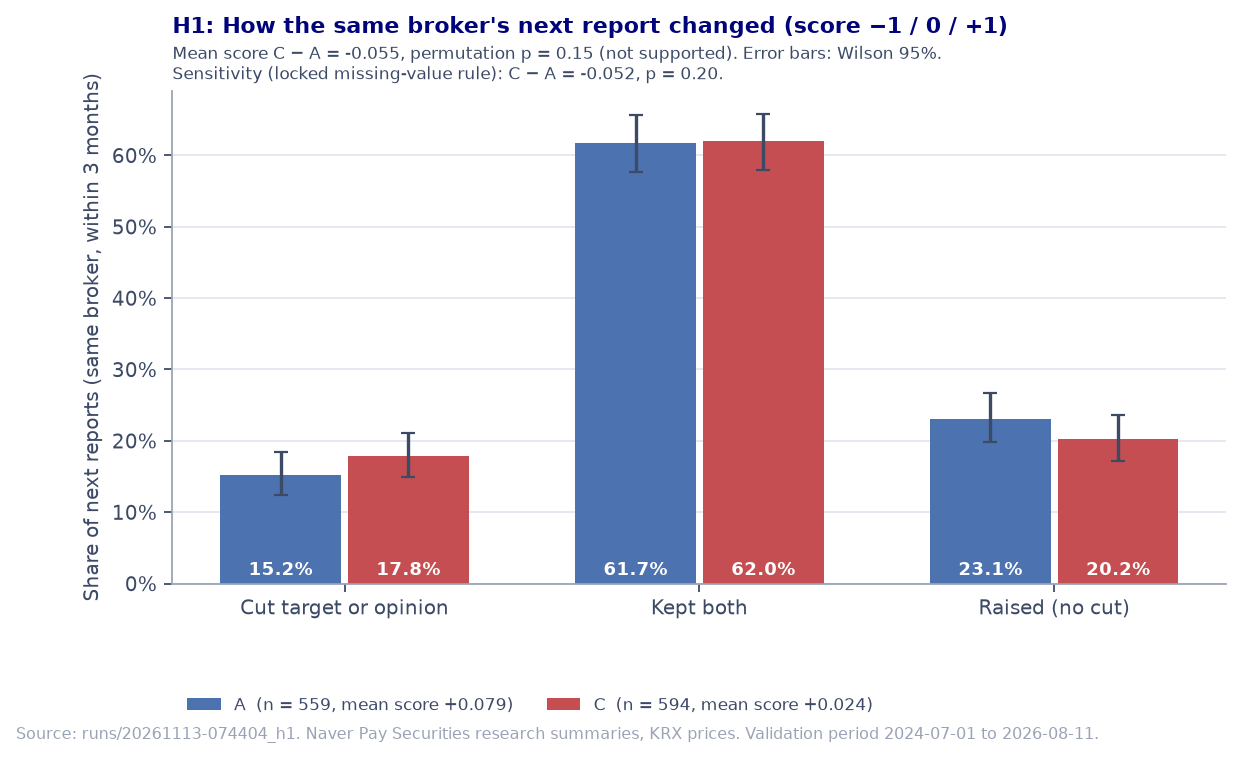 H1: How the same broker's next report changed (score −1 / 0 / +1)
Mean score C − A = -0.055, permutation p = 0.15 (not supported). Error bars: Wilson 95%.
Sensitivity (locked missing-value rule): C − A = -0.052, p = 0.20.
Share of next reports (same broker, within 3 months)
60%
50%
40%
30%
20%
10%
0%
15.2%
17.8%
61.7%
62.0%
23.1%
20.2%
Cut target or opinion
Kept both
Raised (no cut)
A (n = 559, mean score +0.079)
C (n = 594, mean score +0.024)
Source: runs/20261113-074404_h1. Naver Pay Securities research summaries, KRX prices. Validation period 2024-07-01 to 2026-08-11.